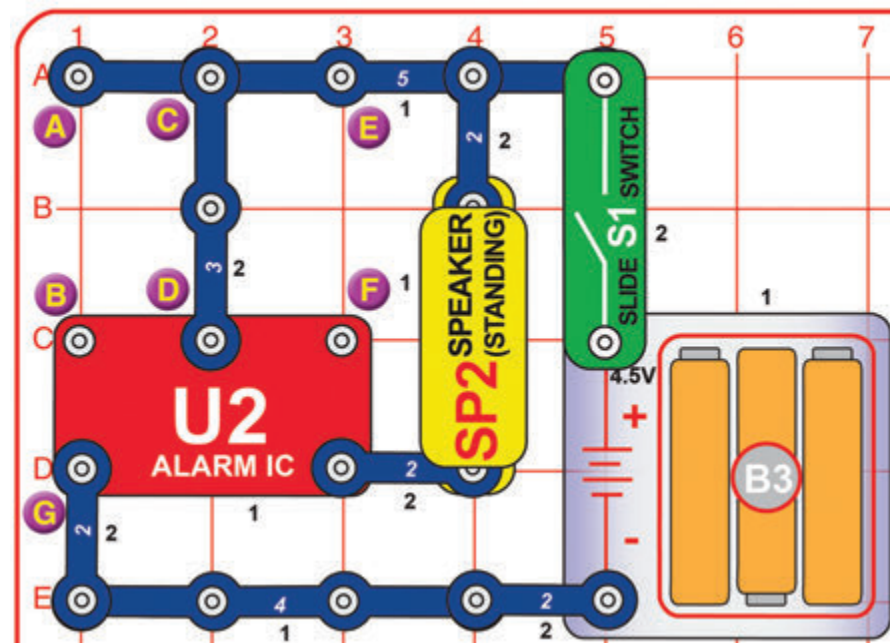 1 2 3 4 5 6 7
A
5
A C E
1
2 2
B
SLIDE S1 SWITCH
2
SP2 SPEAKER
(STANDING)
3 2
B D F
1
1
C
4.5V
+
U2
ALARM IC
D
2
2
B3
G
2 2
1
-
E
4
1
2
2